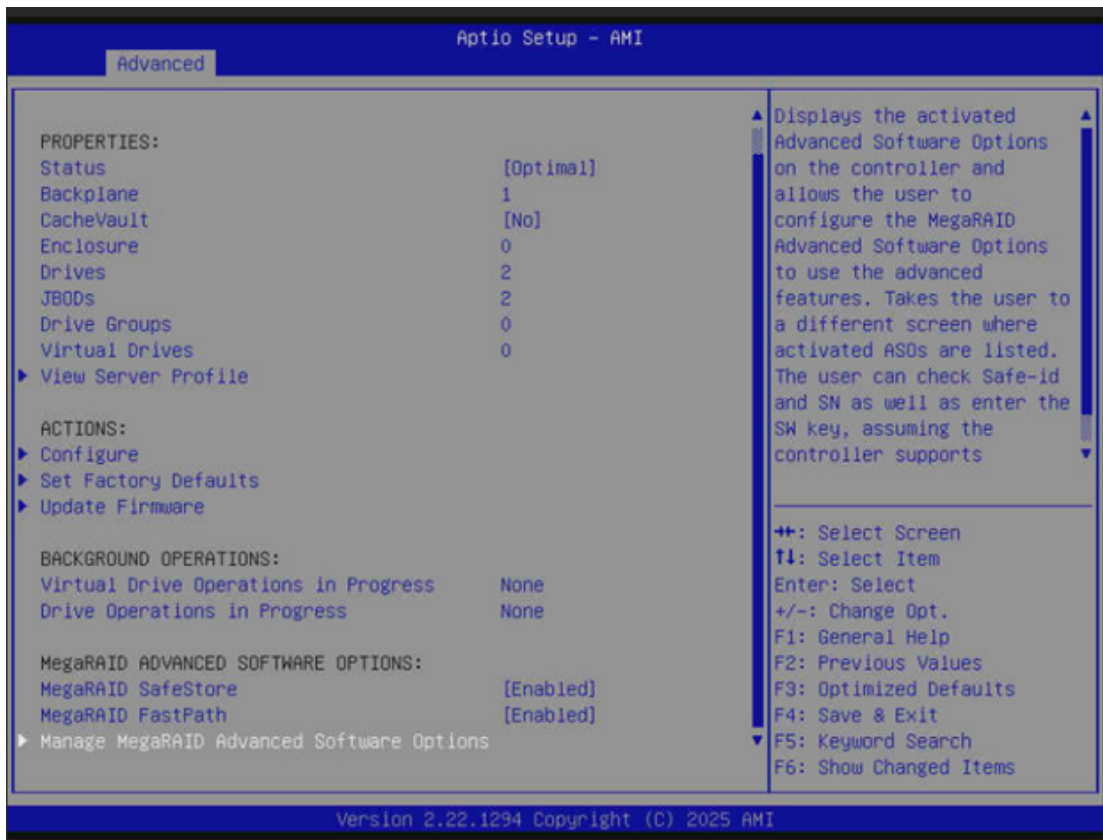 Aptio Setup - AMI
Advanced
PROPERTIES:
Status [Optimal]
Backplane 1
CacheVault [No]
Enclosure 0
Drives 2
JBODs 2
Drive Groups 0
Virtual Drives 0
View Server Profile
ACTIONS:
Configure
Set Factory Defaults
Update Firmware
BACKGROUND OPERATIONS:
Virtual Drive Operations in Progress None
Drive Operations in Progress None
MegaRAID ADVANCED SOFTWARE OPTIONS:
MegaRAID SafeStore [Enabled]
MegaRAID FastPath [Enabled]
Manage MegaRAID Advanced Software Options
Displays the activated
Advanced Software Options
on the controller and
allows the user to
configure the MegaRAID
Advanced Software Options
to use the advanced
features. Takes the user to
a different screen where
activated ASOs are listed.
The user can check Safe-id
and SN as well as enter the
SW key, assuming the
controller supports
→←: Select Screen
↑↓: Select Item
Enter: Select
+/-: Change Opt.
F1: General Help
F2: Previous Values
F3: Optimized Defaults
F4: Save & Exit
F5: Keyword Search
F6: Show Changed Items
Version 2.22.1294 Copyright (C) 2025 AMI